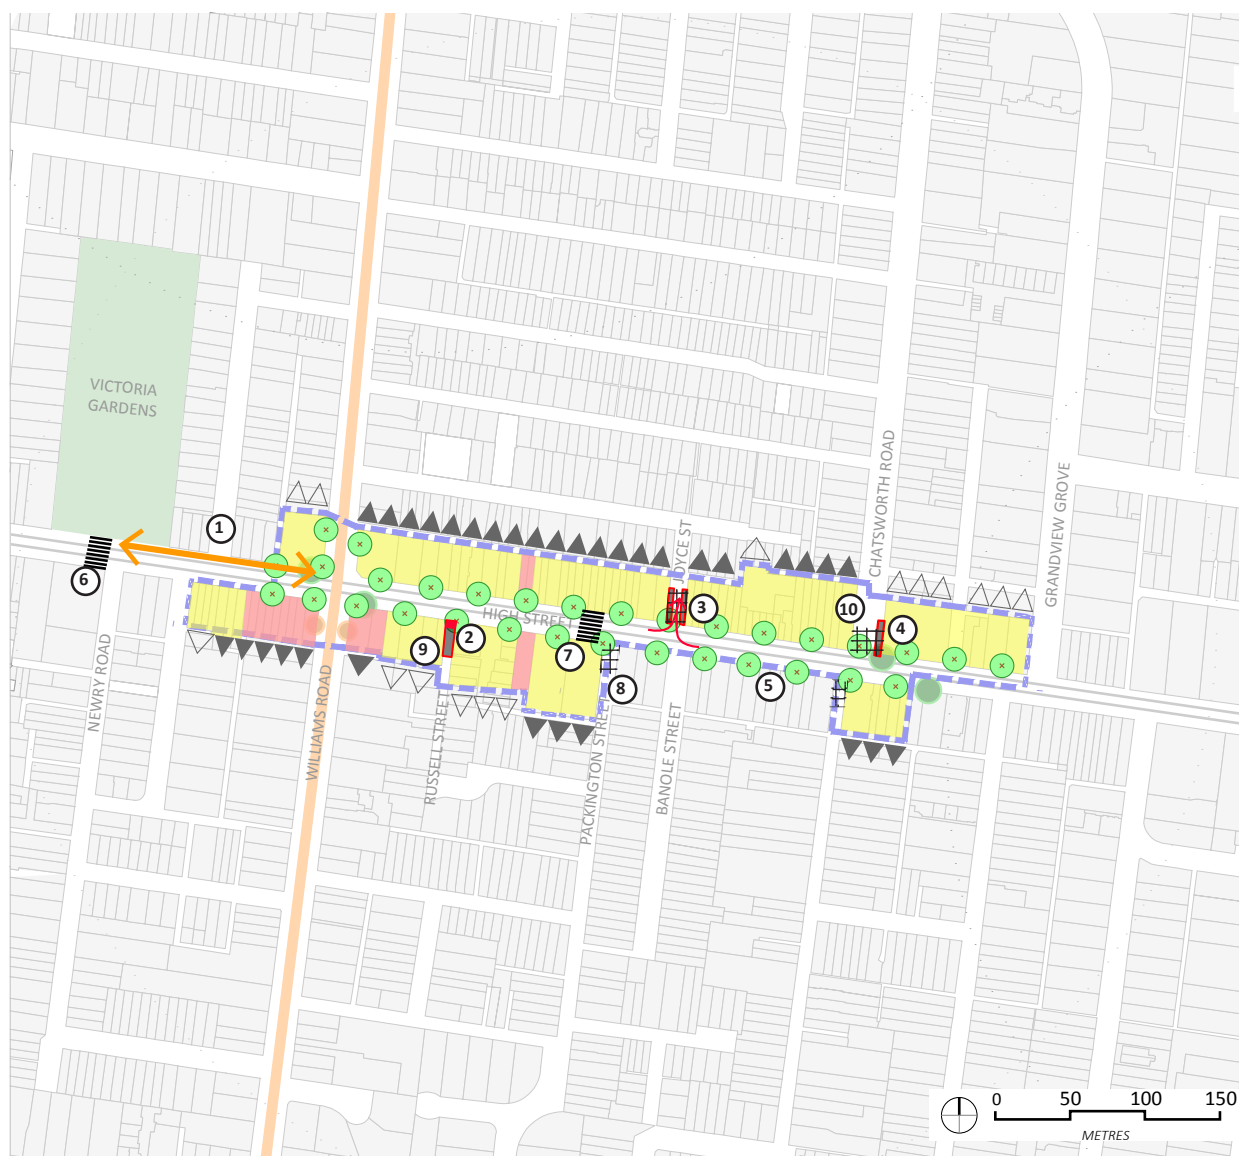 VICTORIA
GARDENS
CHATSWORTH ROAD
GRANDVIEW GROVE
JOYCE ST
1
6
3
10
4
HIGH STREET
2
9
7
8
5
NEWRY ROAD
WILLIAMS ROAD
RUSSELL STREET
PACKINGTON STREET
BANOLE STREET
0 50 100 150
METRES